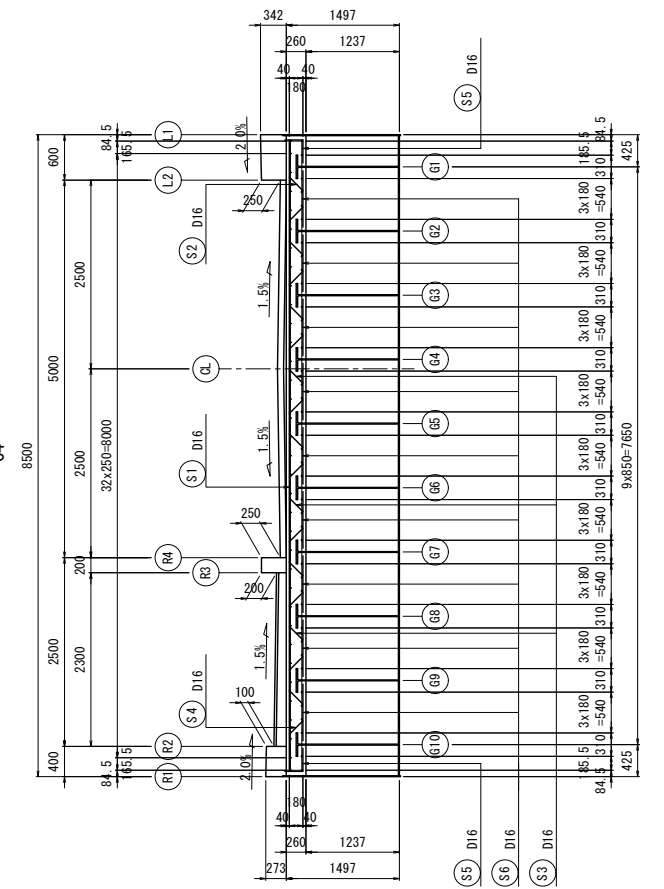 342
1497
260
1237
40
40
180
S5 D16
84.5
165.5
600
L1
L2
2.0%
250
S2 D16
8500
2500
5000
1.5%
CL
32x250=8000
2500
1.5%
S1 D16
250
R4
R3
200
200
2500
2300
1.5%
S4 D16
100
R2
R1
400
84.5
165.5
2.0%
G1
G2
G3
G4
G5
G6
G7
G8
G9
G10
84.5
185.5
425
310
3x180
=540
310
3x180
=540
310
3x180
=540
310
3x180
=540
310
3x180
=540
310
3x180
=540
310
3x180
=540
310
3x180
=540
310
3x180
=540
310
185.5
84.5
425
9x850=7650
180
40
40
260
1237
273
1497
S5 D16
S6 D16
S3 D16